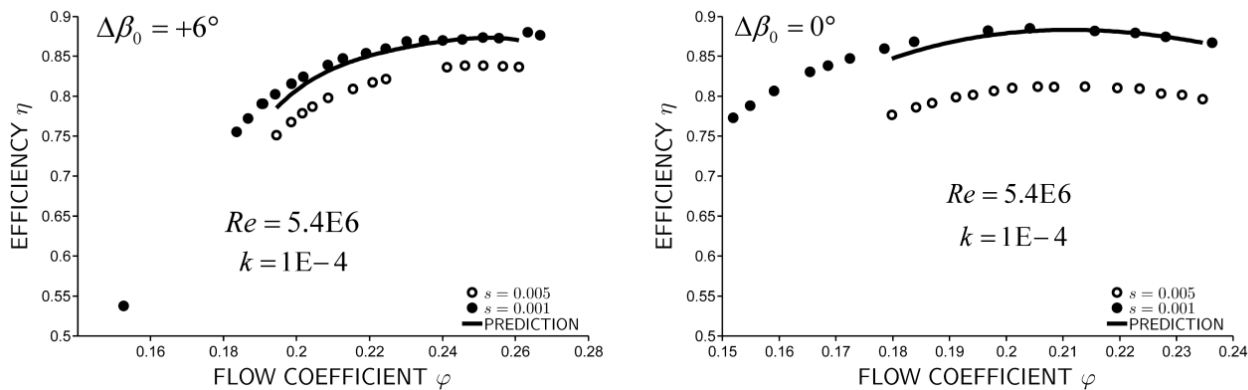 Δβ₀ = +6°
EFFICIENCY η
0.9
0.85
0.8
0.75
0.7
0.65
0.6
0.55
0.5
Re = 5.4E6
k = 1E−4
s = 0.005
s = 0.001
PREDICTION
0.16
0.18
0.2
0.22
0.24
0.26
0.28
FLOW COEFFICIENT φ
Δβ₀ = 0°
EFFICIENCY η
0.9
0.85
0.8
0.75
0.7
0.65
0.6
0.55
0.5
Re = 5.4E6
k = 1E−4
s = 0.005
s = 0.001
PREDICTION
0.15
0.16
0.17
0.18
0.19
0.2
0.21
0.22
0.23
0.24
FLOW COEFFICIENT φ